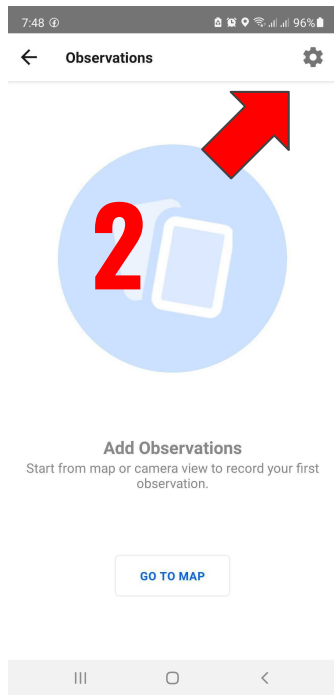 7:48
96%
Observations
2
Add Observations
Start from map or camera view to record your first
observation.
GO TO MAP